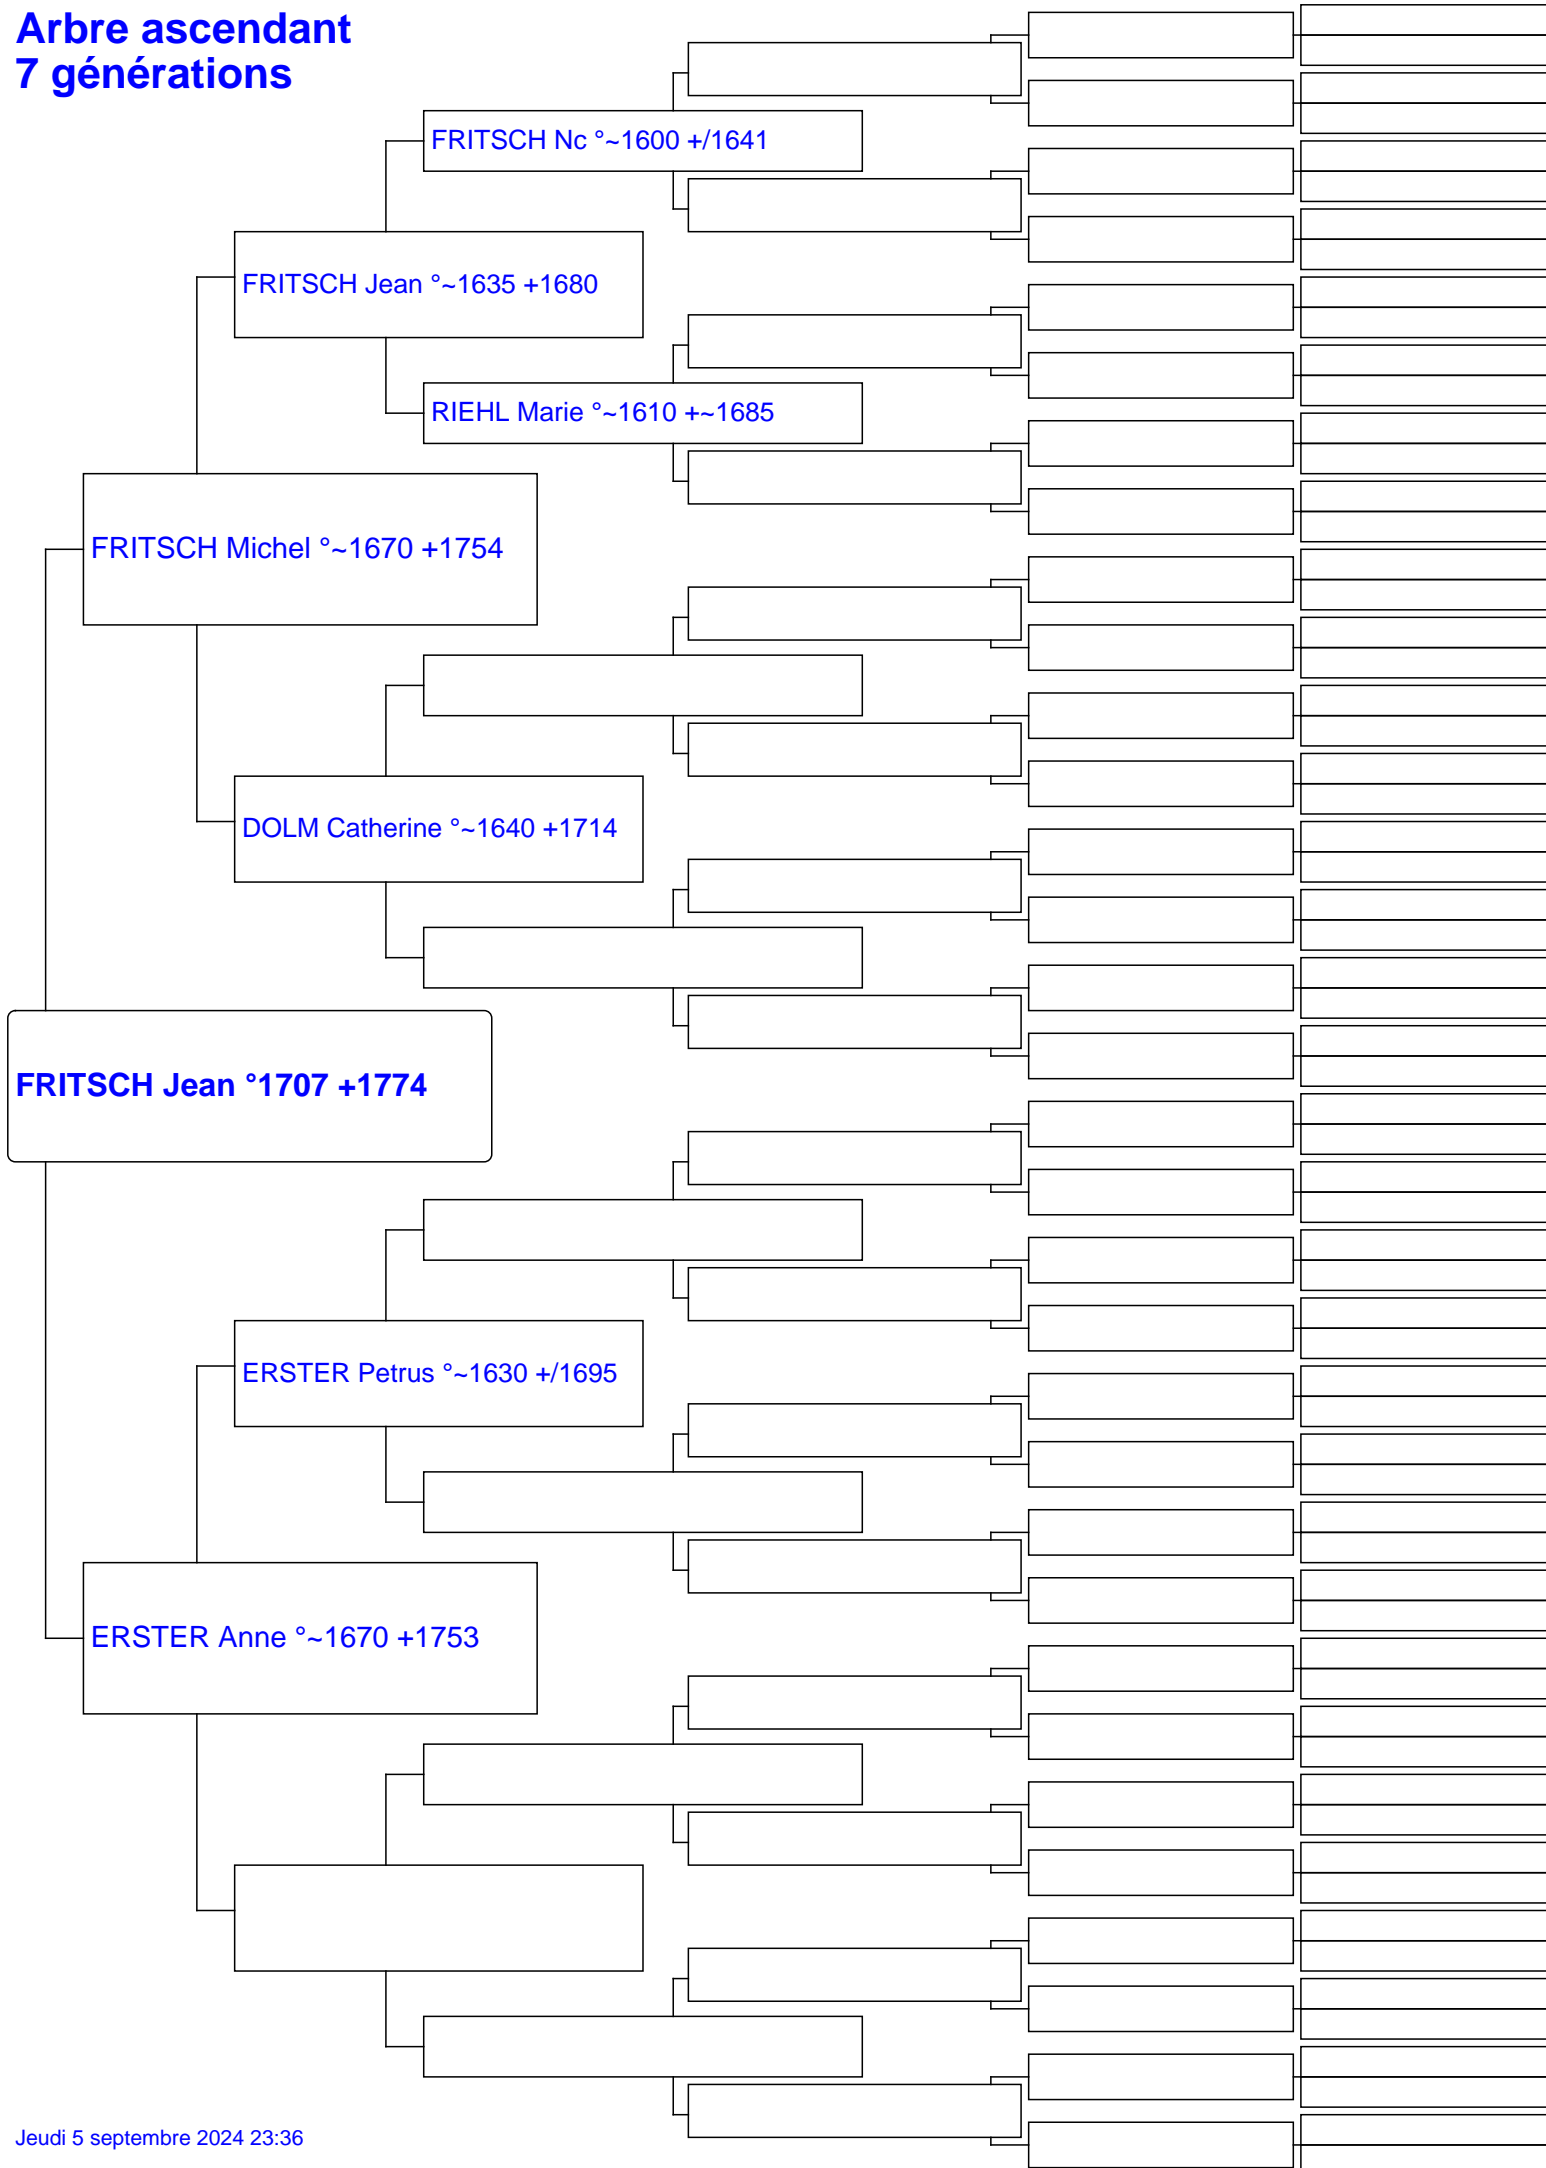 Arbre ascendant
7 générations
FRITSCH Nc °~1600 +/1641
FRITSCH Jean °~1635 +1680
RIEHL Marie °~1610 +~1685
FRITSCH Michel °~1670 +1754
DOLM Catherine °~1640 +1714
FRITSCH Jean °1707 +1774
ERSTER Petrus °~1630 +/1695
ERSTER Anne °~1670 +1753
Jeudi 5 septembre 2024 23:36